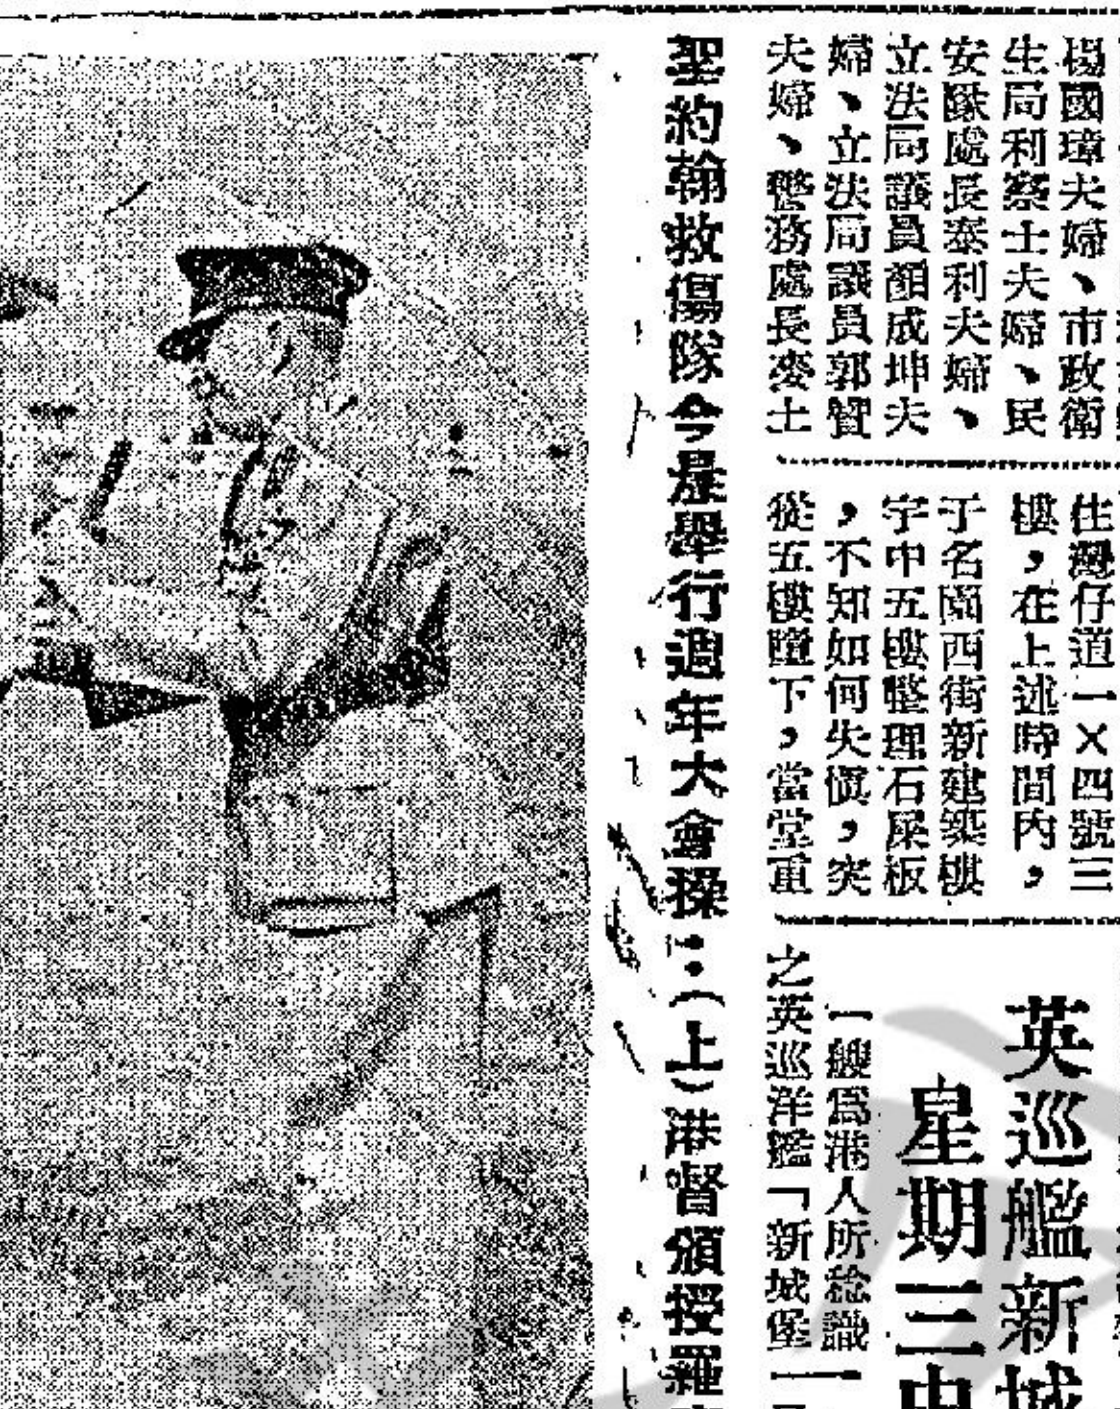 楊國璋夫婦、市政衛
生局利察士夫婦、民
安隊處長泰利夫婦、
立法局議員顏成坤夫
婦、立法局議員郭贊
夫婦、警務處長麥士
住灣仔道一×四號三
樓，在上述時間內，
于名園西街新建築樓
宇中五樓整理石屎板
，不知如何失慎，突
從五樓墮下，當堂重
英巡艦新城
星期三
一艘爲港人所稔識
之英巡洋艦「新城堡
聖約翰救傷隊今晨舉行週年大會操：（上）港督頒授羅